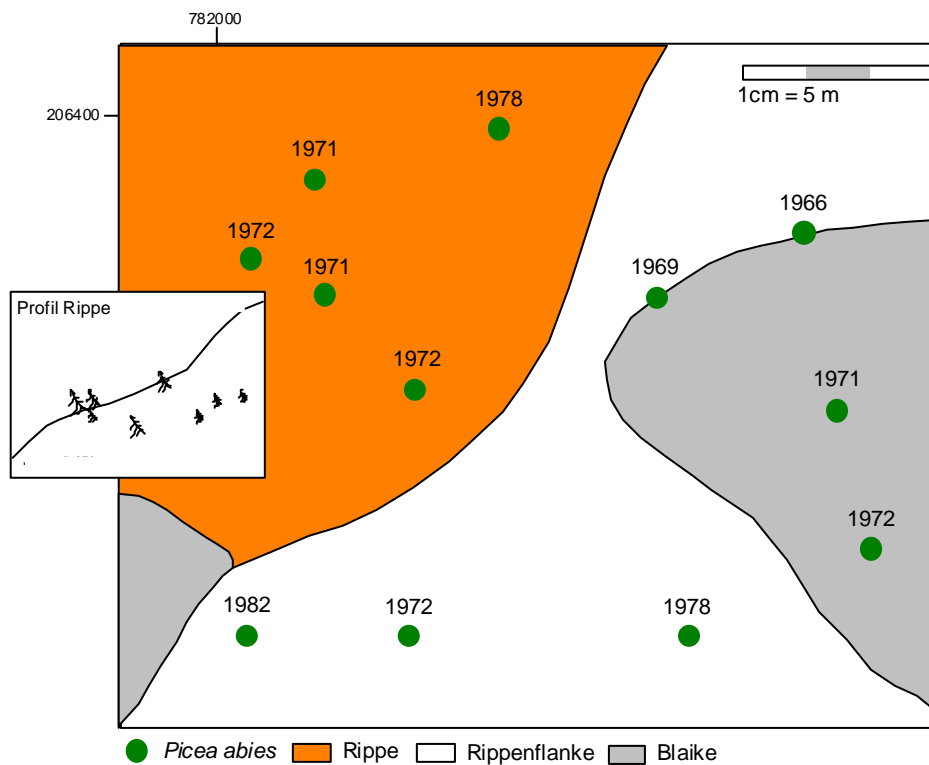 782000
206400
1cm = 5 m
1978
1971
1966
1972
1969
1971
Profil Rippe
1972
1971
1972
1982
1972
1978
Picea abies
Rippe
Rippenflanke
Blaike